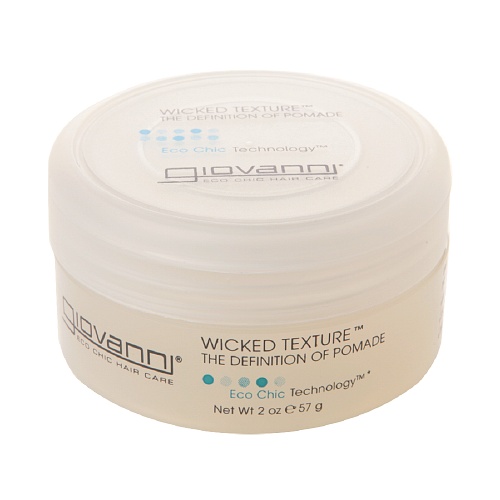 WICKED TEXTURE™
THE DEFINITION OF POMADE
Eco Chic Technology™
giovanni®
ECO-CHIC HAIR CARE
giovanni®
ECO-CHIC HAIR CARE
WICKED TEXTURE™
THE DEFINITION OF POMADE
Eco Chic Technology™*
Net Wt 2 oz ℮ 57 g